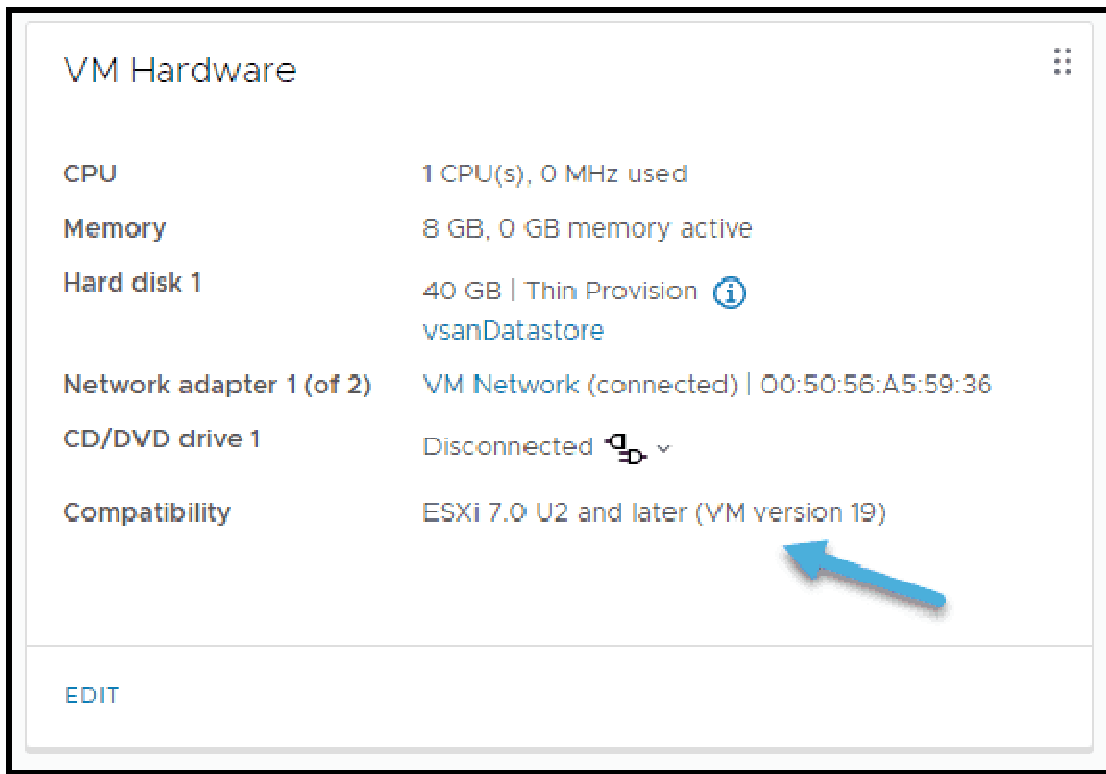 VM Hardware
CPU 1 CPU(s), 0 MHz used
Memory 8 GB, 0 GB memory active
Hard disk 1 40 GB | Thin Provision
vsanDatastore
Network adapter 1 (of 2) VM Network (connected) | 00:50:56:A5:59:36
CD/DVD drive 1 Disconnected
Compatibility ESXi 7.0 U2 and later (VM version 19)
EDIT